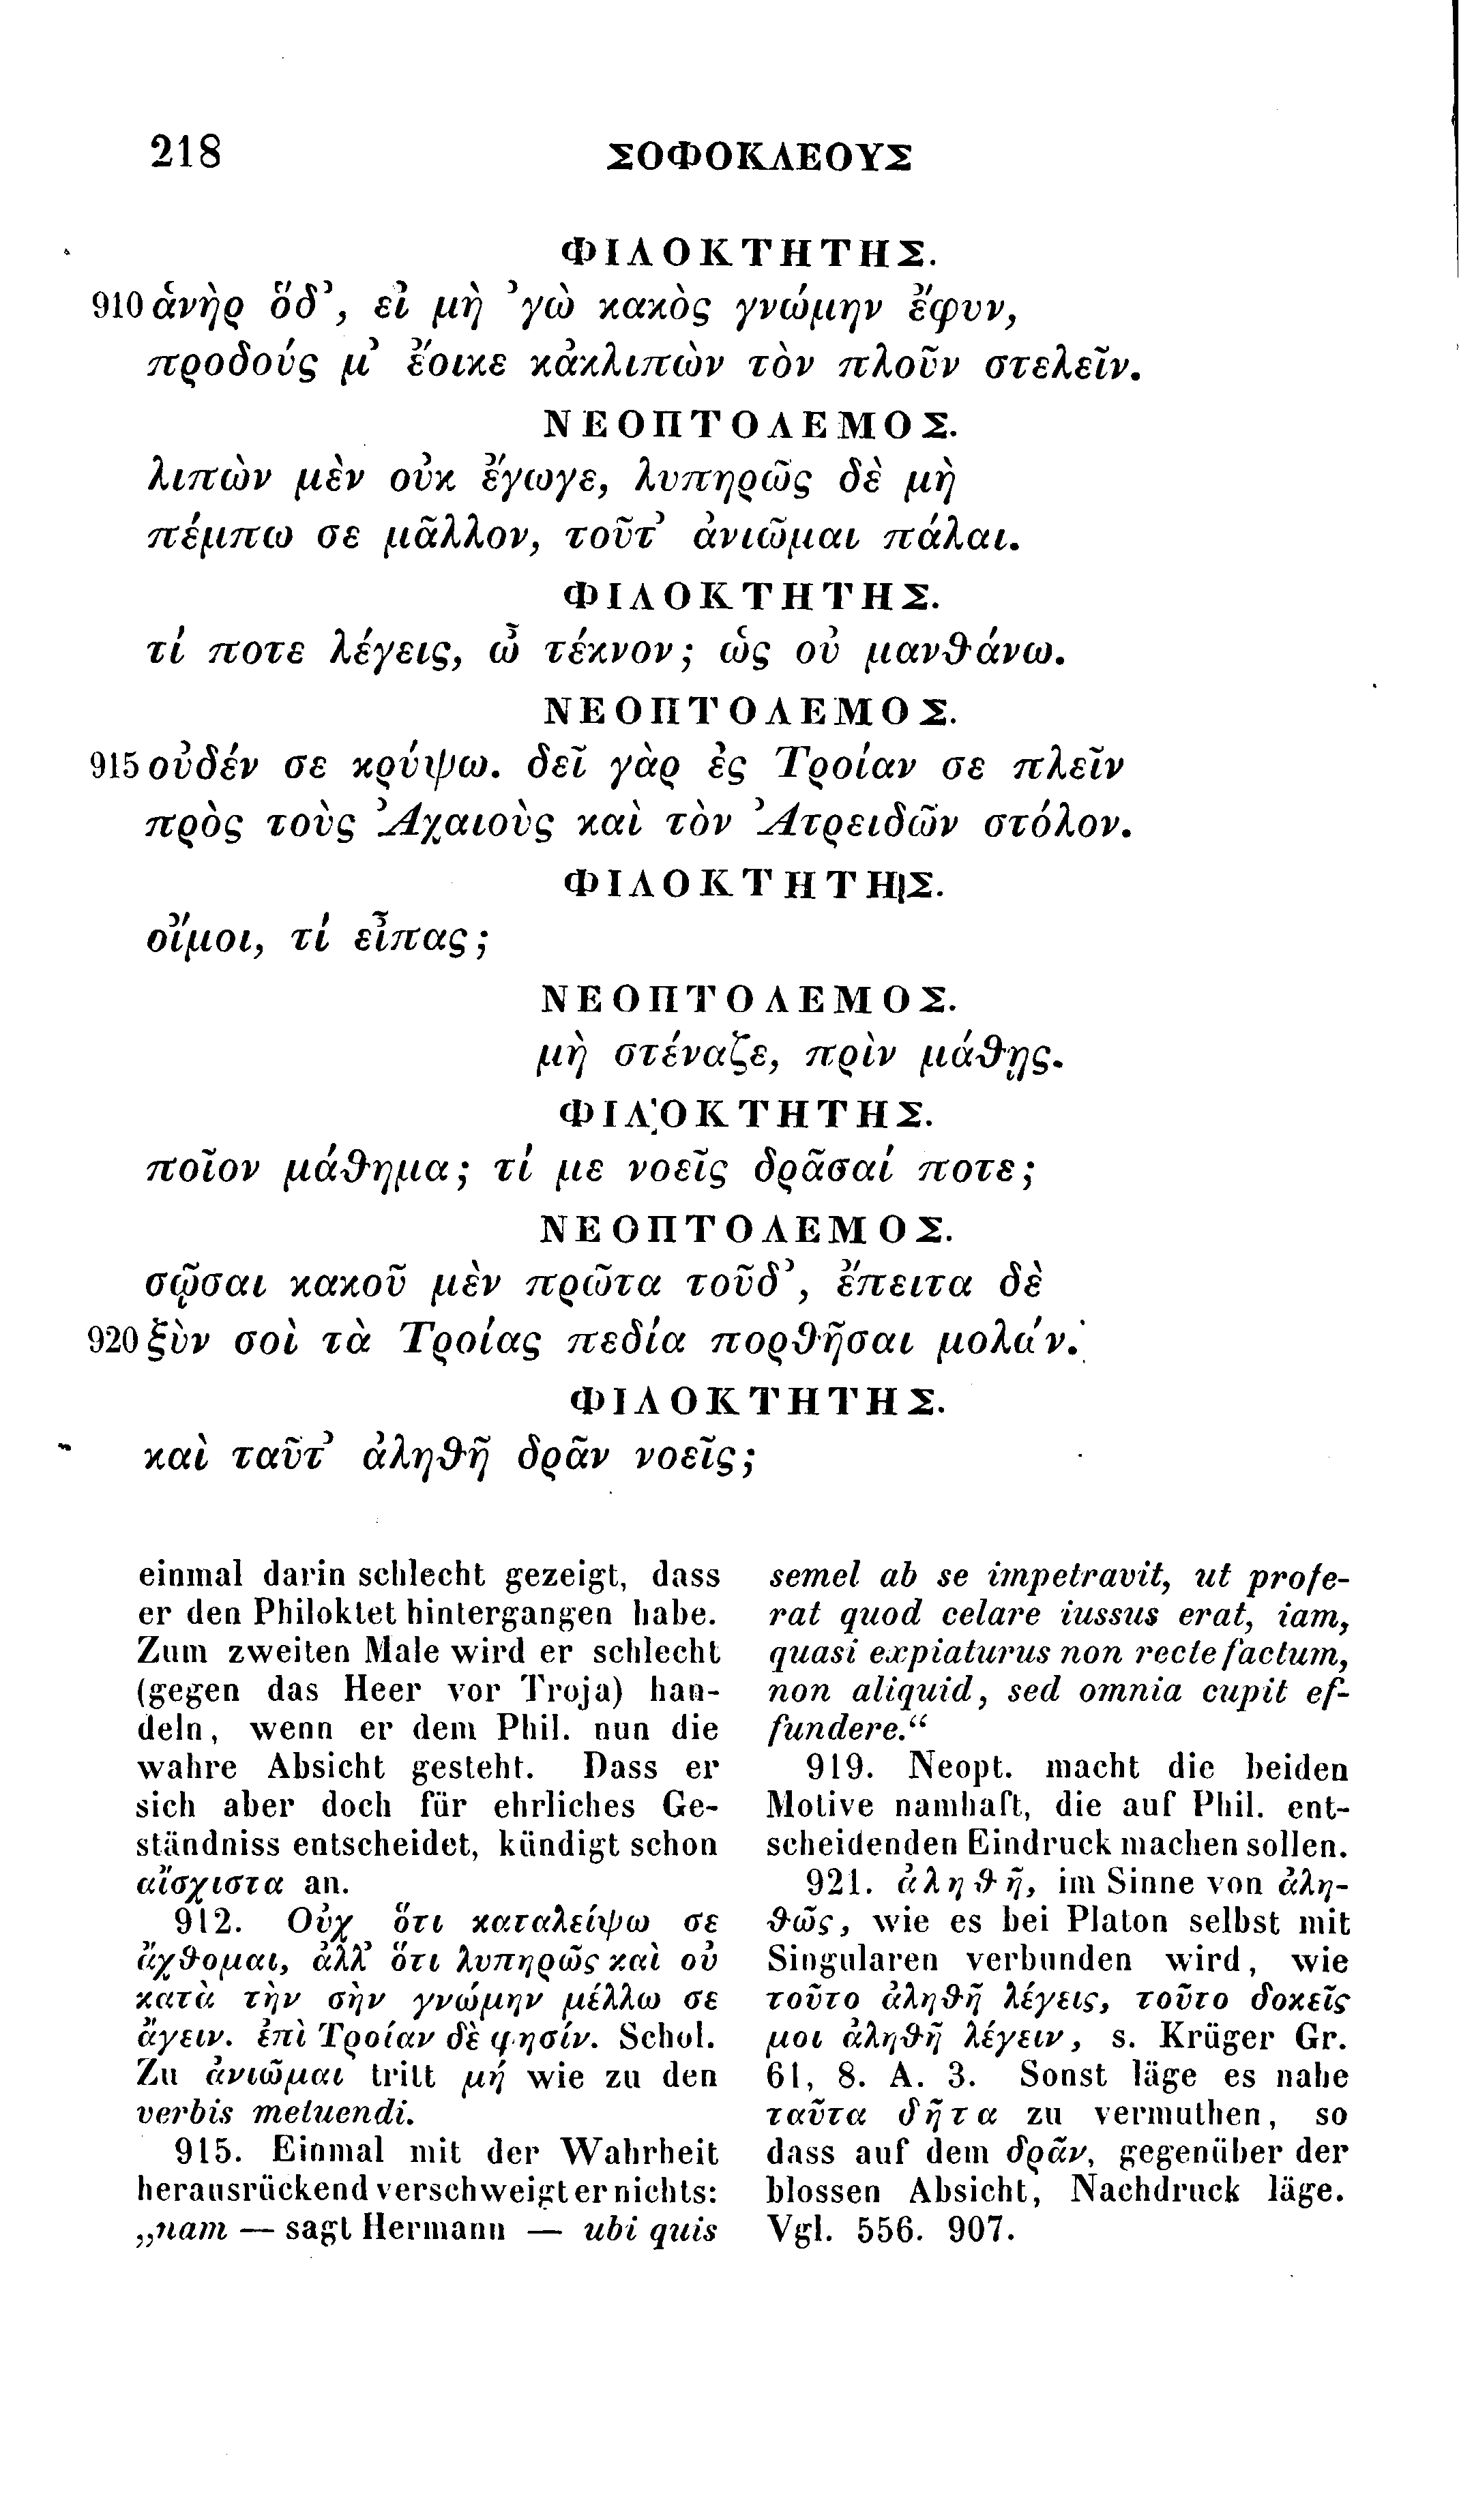 218
ΣΟΦΟΚΛΕΟΥΣ
ΦΙΛΟΚΤΗΤΗΣ.
910 ἁνὴρ ὅδ’, εἰ μὴ ’γὼ κακὸς γνώμην ἔφυν,
προδούς μ’ ἔοικε κἀκλιπὼν τὸν πλοῦν στελεῖν.
ΝΕΟΠΤΟΛΕΜΟΣ.
λιπὼν μὲν οὐκ ἔγωγε, λυπηρῶς δὲ μὴ
πέμπω σε μᾶλλον, τοῦτ’ ἀνιῶμαι πάλαι.
ΦΙΛΟΚΤΗΤΗΣ.
τί ποτε λέγεις, ὦ τέκνον; ὡς οὐ μανθάνω.
ΝΕΟΠΤΟΛΕΜΟΣ.
915 οὐδέν σε κρύψω. δεῖ γὰρ ἐς Τροίαν σε πλεῖν
πρὸς τοὺς Ἀχαιοὺς καὶ τὸν Ἀτρειδῶν στόλον.
ΦΙΛΟΚΤΗΤΗΣ.
οἴμοι, τί εἶπας;
ΝΕΟΠΤΟΛΕΜΟΣ.
μὴ στέναζε, πρὶν μάθῃς.
ΦΙΛΟΚΤΗΤΗΣ.
ποῖον μάθημα; τί με νοεῖς δρᾶσαί ποτε;
ΝΕΟΠΤΟΛΕΜΟΣ.
σῷσαι κακοῦ μὲν πρῶτα τοῦδ’, ἔπειτα δὲ
920 ξὺν σοὶ τὰ Τροίας πεδία πορθῆσαι μολών.
ΦΙΛΟΚΤΗΤΗΣ.
καὶ ταῦτ’ ἀληθῆ δρᾶν νοεῖς;
einmal darin schlecht gezeigt, dass
er den Philoktet hintergangen habe.
Zum zweiten Male wird er schlecht
(gegen das Heer vor Troja) han-
deln, wenn er dem Phil. nun die
wahre Absicht gesteht. Dass er
sich aber doch für ehrliches Ge-
ständniss entscheidet, kündigt schon
αἴσχιστα an.
912. Οὐχ ὅτι καταλείψω σε
ἄχθομαι, ἀλλ’ ὅτι λυπηρῶς καὶ οὐ
κατὰ τὴν σὴν γνώμην μέλλω σε
ἄγειν. ἐπὶ Τροίαν δὲ φησίν. Schol.
Zu ἀνιῶμαι tritt μή wie zu den
verbis metuendi.
915. Einmal mit der Wahrheit
herausrückend verschweigt er nichts:
„nam — sagt Hermann — ubi quis
semel ab se impetravit, ut profe-
rat quod celare iussus erat, iam,
quasi expiaturus non recte factum,
non aliquid, sed omnia cupit ef-
fundere.“
919. Neopt. macht die beiden
Motive namhaft, die auf Phil. ent-
scheidenden Eindruck machen sollen.
921. ἀληθῆ, im Sinne von ἀλη-
θῶς, wie es bei Platon selbst mit
Singularen verbunden wird, wie
τοῦτο ἀληθῆ λέγεις, τοῦτο δοκεῖς
μοι ἀληθῆ λέγειν, s. Krüger Gr.
61, 8. A. 3. Sonst läge es nahe
ταῦτα δῆτα zu vermuthen, so
dass auf dem δρᾶν, gegenüber der
blossen Absicht, Nachdruck läge.
Vgl. 556. 907.